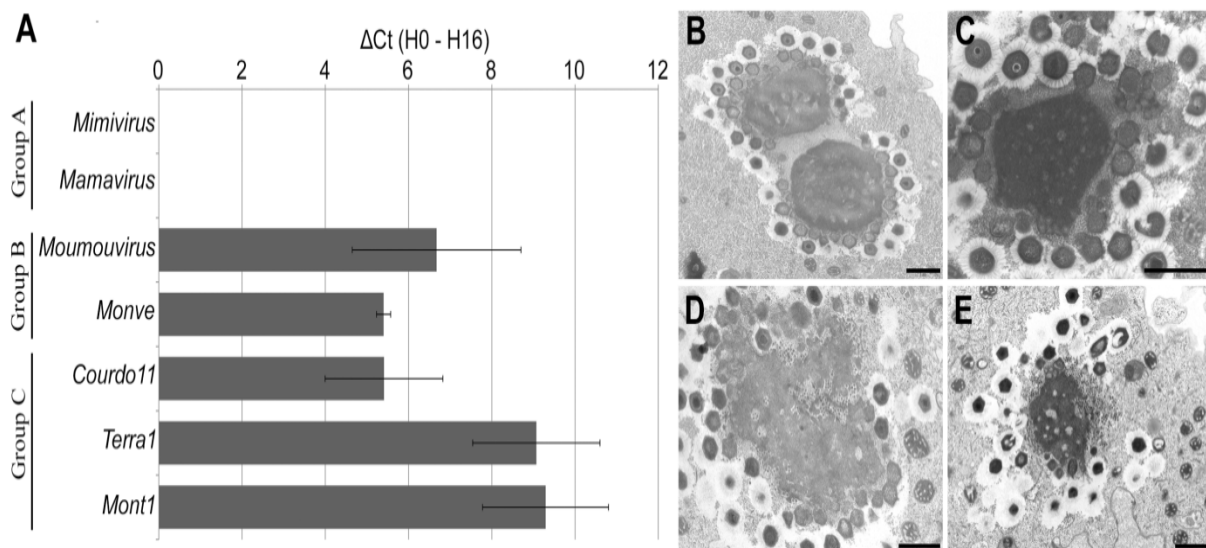 A
ΔCt (H0 - H16)
0 2 4 6 8 10 12
Group A
Mimivirus
Mamavirus
Group B
Moumouvirus
Monve
Group C
Courdo11
Terra1
Mont1
B
C
D
E